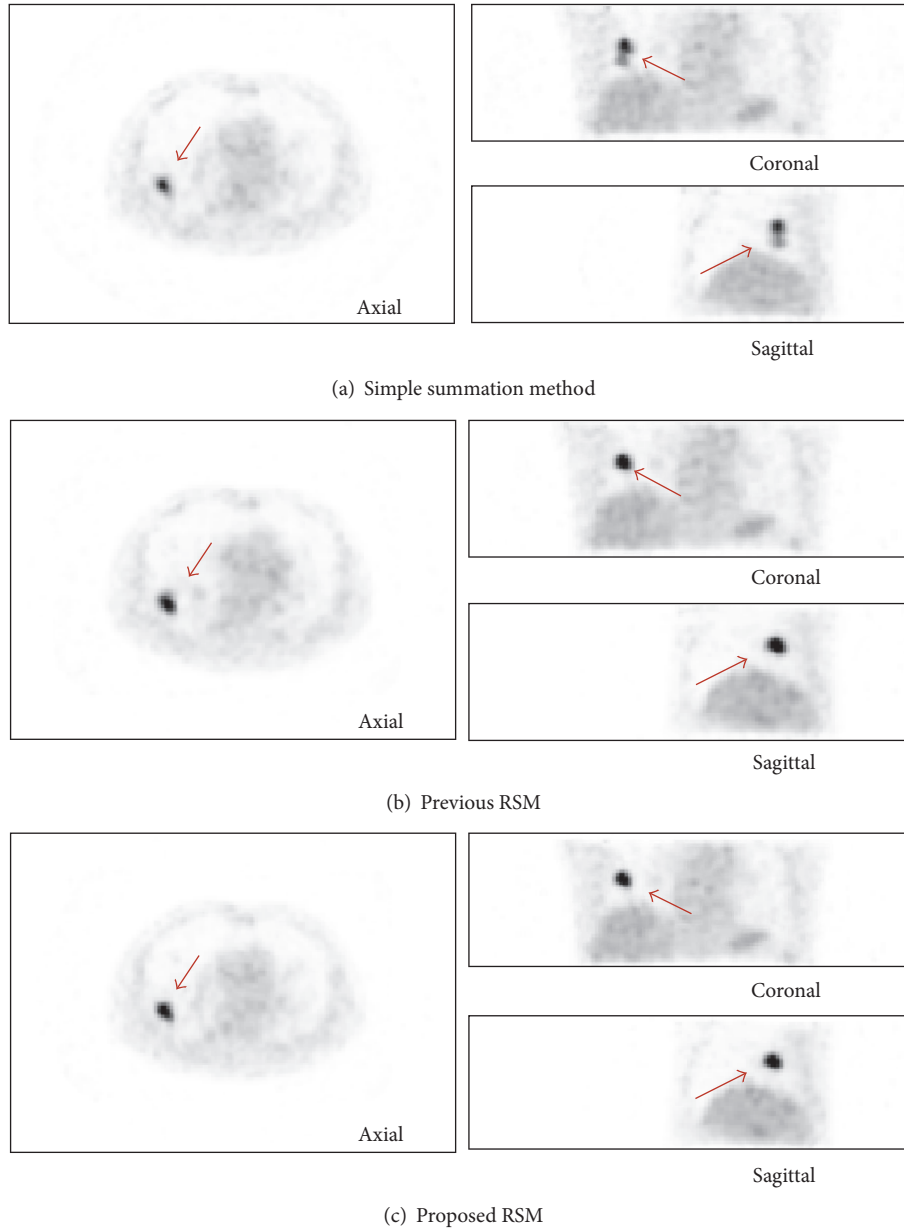 Axial
Coronal
Sagittal
(a) Simple summation method
Axial
Coronal
Sagittal
(b) Previous RSM
Axial
Coronal
Sagittal
(c) Proposed RSM